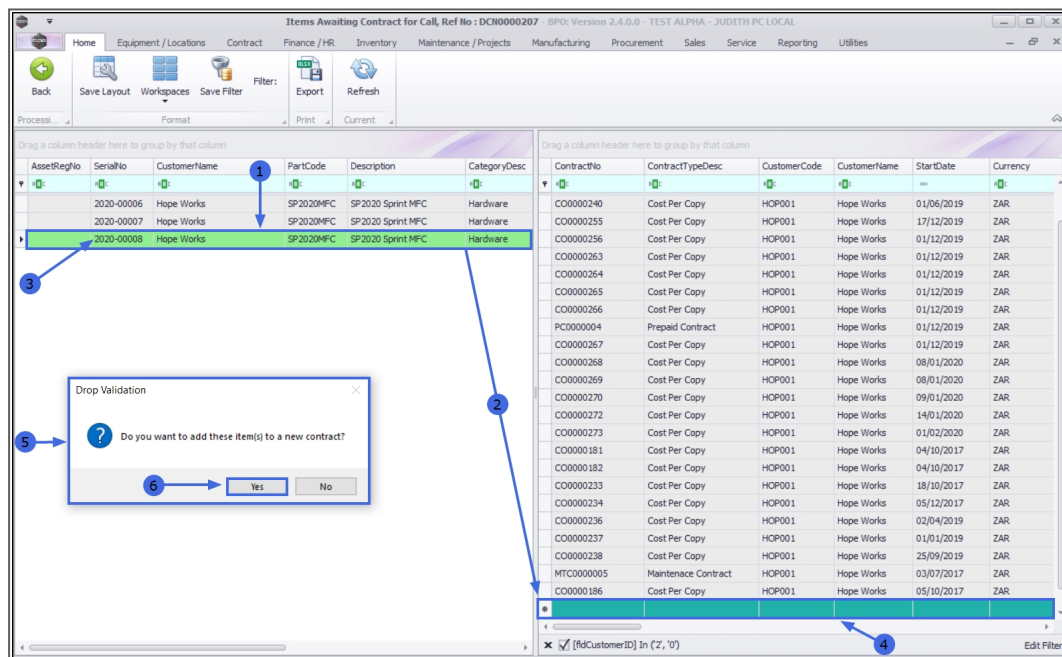 Items Awaiting Contract for Call, Ref No : DCN0000207 - BPO: Version 2.4.0.0 - TEST ALPHA - JUDITH PC LOCAL
Home Equipment / Locations Contract Finance / HR Inventory Maintenance / Projects Manufacturing Procurement Sales Service Reporting Utilities
Back Save Layout Workspaces Save Filter Filter: Export Refresh
Processi... Format Print Current
Drag a column header here to group by that column
AssetRegNo SerialNo CustomerName PartCode Description CategoryDesc
2020-00006 Hope Works SP2020MFC SP2020 Sprint MFC Hardware
2020-00007 Hope Works SP2020MFC SP2020 Sprint MFC Hardware
2020-00008 Hope Works SP2020MFC SP2020 Sprint MFC Hardware
1
3
2
Drop Validation
Do you want to add these item(s) to a new contract?
5
6
Yes No
Drag a column header here to group by that column
ContractNo ContractTypeDesc CustomerCode CustomerName StartDate Currency
CO0000240 Cost Per Copy HOP001 Hope Works 01/06/2019 ZAR
CO0000255 Cost Per Copy HOP001 Hope Works 17/12/2019 ZAR
CO0000256 Cost Per Copy HOP001 Hope Works 01/12/2019 ZAR
CO0000263 Cost Per Copy HOP001 Hope Works 01/12/2019 ZAR
CO0000264 Cost Per Copy HOP001 Hope Works 01/12/2019 ZAR
CO0000265 Cost Per Copy HOP001 Hope Works 01/12/2019 ZAR
CO0000266 Cost Per Copy HOP001 Hope Works 01/12/2019 ZAR
PC0000004 Prepaid Contract HOP001 Hope Works 01/12/2019 ZAR
CO0000267 Cost Per Copy HOP001 Hope Works 01/12/2019 ZAR
CO0000268 Cost Per Copy HOP001 Hope Works 08/01/2020 ZAR
CO0000269 Cost Per Copy HOP001 Hope Works 08/01/2020 ZAR
CO0000270 Cost Per Copy HOP001 Hope Works 09/01/2020 ZAR
CO0000272 Cost Per Copy HOP001 Hope Works 14/01/2020 ZAR
CO0000273 Cost Per Copy HOP001 Hope Works 01/02/2020 ZAR
CO0000181 Cost Per Copy HOP001 Hope Works 04/10/2017 ZAR
CO0000182 Cost Per Copy HOP001 Hope Works 04/10/2017 ZAR
CO0000233 Cost Per Copy HOP001 Hope Works 18/10/2017 ZAR
CO0000234 Cost Per Copy HOP001 Hope Works 05/12/2017 ZAR
CO0000236 Cost Per Copy HOP001 Hope Works 02/04/2019 ZAR
CO0000237 Cost Per Copy HOP001 Hope Works 01/01/2019 ZAR
CO0000238 Cost Per Copy HOP001 Hope Works 25/09/2019 ZAR
MTC0000005 Maintenace Contract HOP001 Hope Works 03/07/2017 ZAR
CO0000186 Cost Per Copy HOP001 Hope Works 05/10/2017 ZAR
4
[fldCustomerID] In ('2', '0') Edit Filter